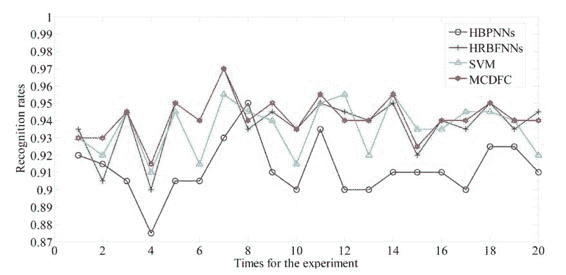 1
0.99
0.98
0.97
0.96
0.95
0.94
0.93
0.92
0.91
0.9
0.89
0.88
0.87
Recognition rates
HBPNNs
HRBFNNs
SVM
MCDFC
0 2 4 6 8 10 12 14 16 18 20
Times for the experiment